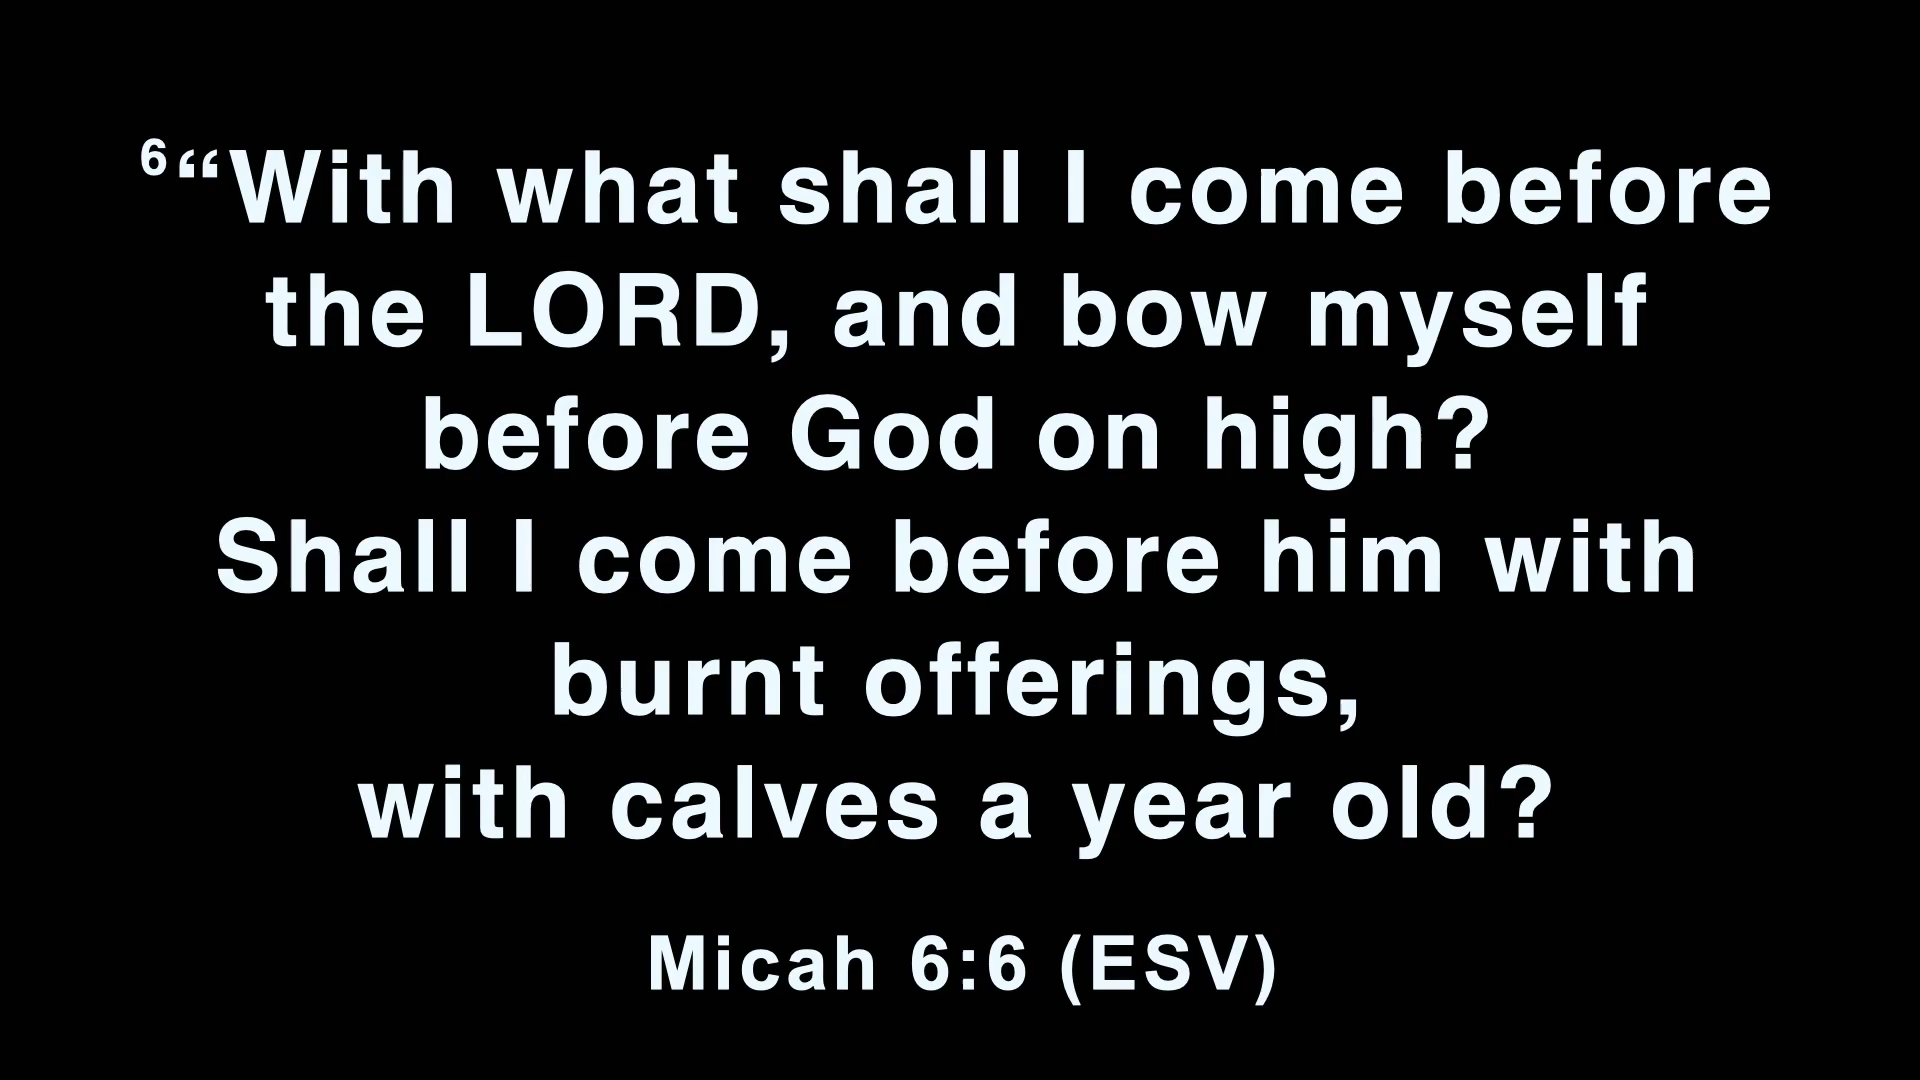 ⁶“With what shall I come before
the LORD, and bow myself
before God on high?
Shall I come before him with
burnt offerings,
with calves a year old?
Micah 6:6 (ESV)